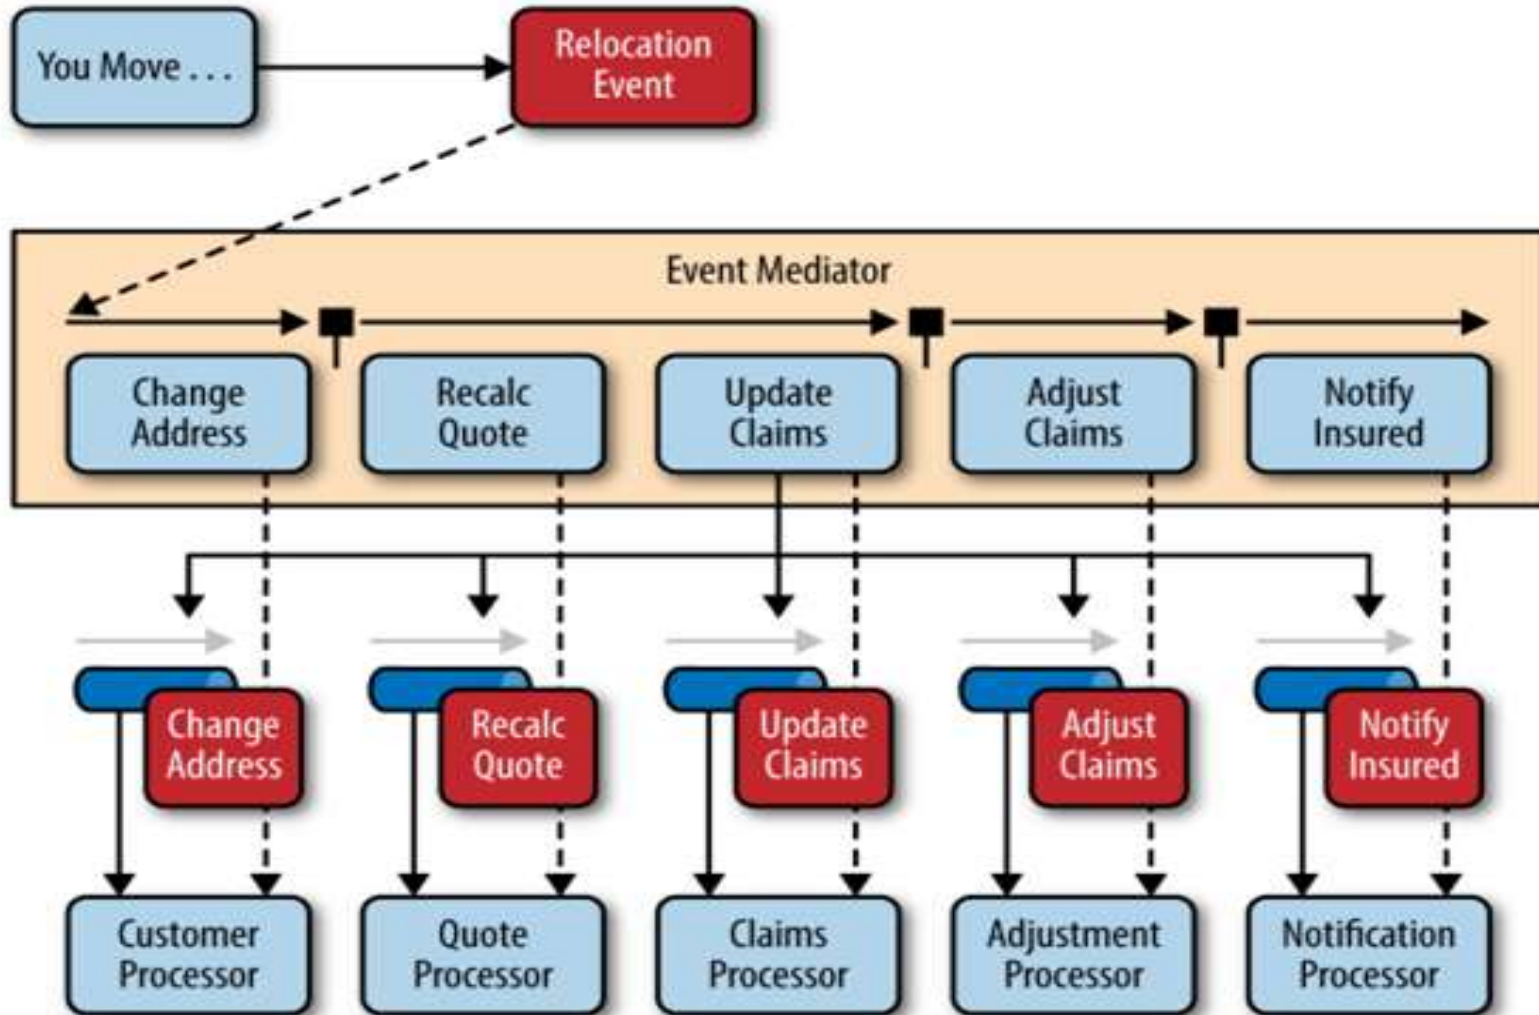 You Move . . .
Relocation
Event
Event Mediator
Change
Address
Recalc
Quote
Update
Claims
Adjust
Claims
Notify
Insured
Change
Address
Recalc
Quote
Update
Claims
Adjust
Claims
Notify
Insured
Customer
Processor
Quote
Processor
Claims
Processor
Adjustment
Processor
Notification
Processor